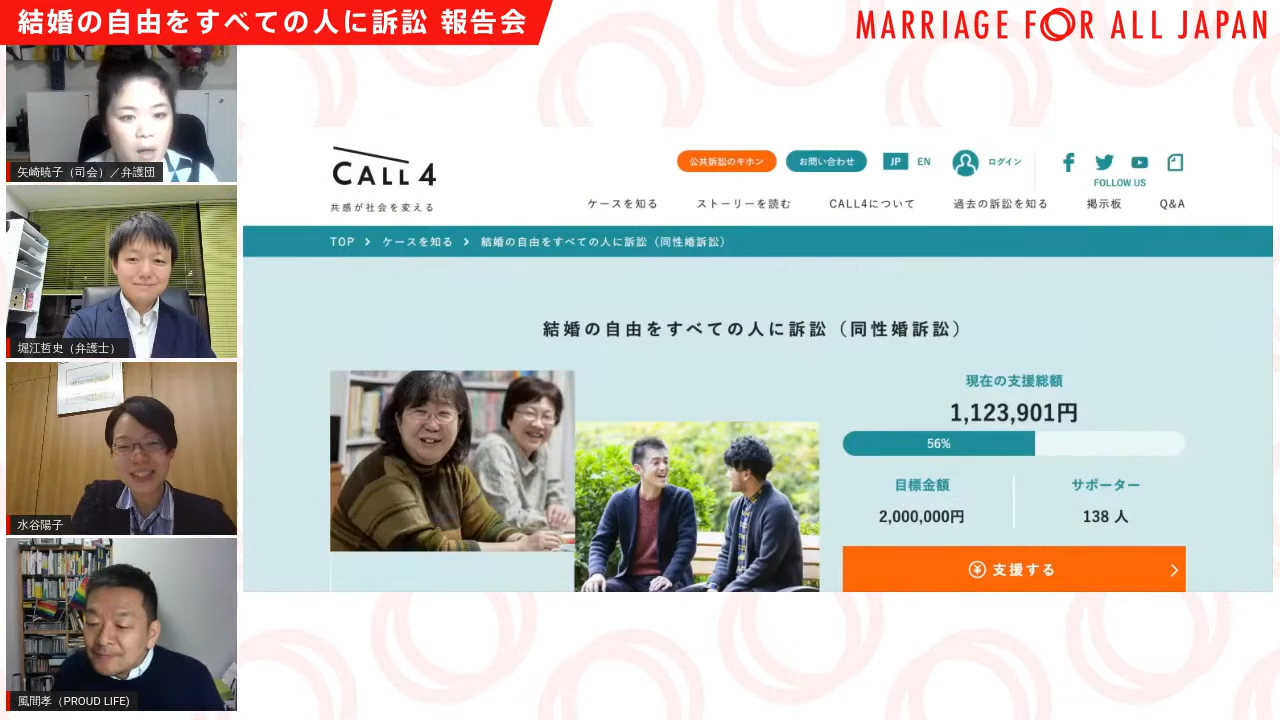 結婚の自由をすべての人に訴訟 報告会
MARRIAGE FOR ALL JAPAN
矢崎暁子（司会）／弁護団
堀江哲史（弁護士）
水谷陽子
風間孝（PROUD LIFE)
CALL4
共感が社会を変える
公共訴訟のキホン
お問い合わせ
JP EN
ログイン
FOLLOW US
ケースを知る ストーリーを読む CALL4について 過去の訴訟を知る 掲示板 Q&A
TOP > ケースを知る > 結婚の自由をすべての人に訴訟（同性婚訴訟）
結婚の自由をすべての人に訴訟（同性婚訴訟）
現在の支援総額
1,123,901円
56%
目標金額 サポーター
2,000,000円 138 人
支援する